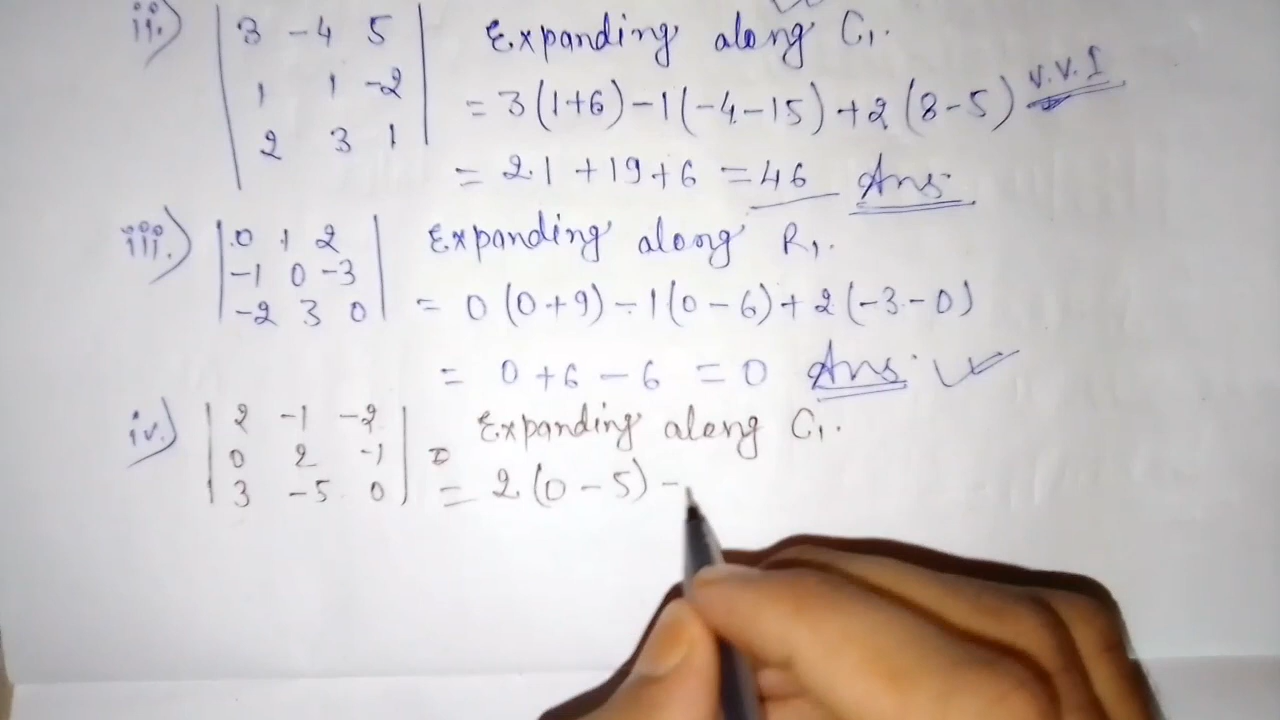 ii.) | 3 -4 5 | Expanding along C₁.
| 1 1 -2 | = 3(1+6) -1(-4-15) +2(8-5) V.V.I
| 2 3 1 |
= 21 +19+6 = 46 Ans.
iii.) | 0 1 2 | Expanding along R₁.
| -1 0 -3 |
| -2 3 0 | = 0(0+9) -1(0-6)+2(-3-0)
= 0+6-6 = 0 Ans.
iv.) | 2 -1 -2 | Expanding along C₁.
| 0 2 -1 |
| 3 -5 0 | = 2(0-5) -